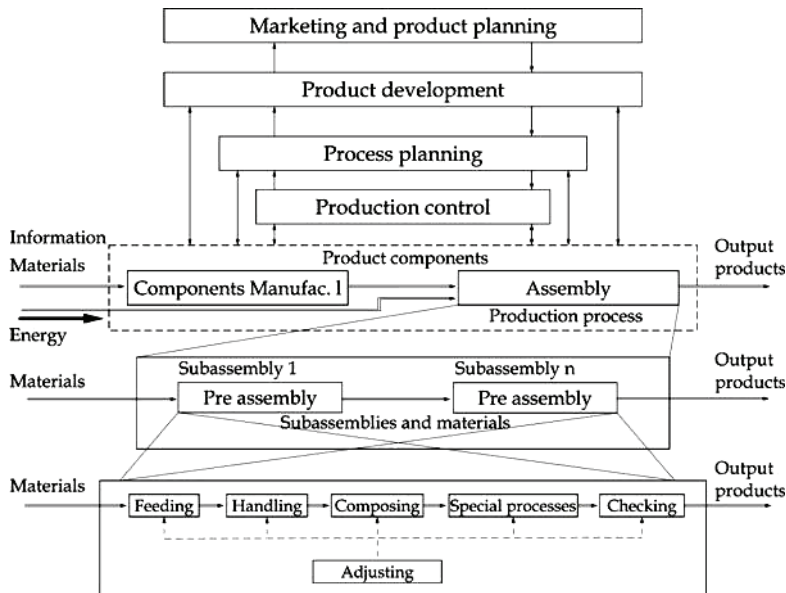 Marketing and product planning
Product development
Process planning
Production control
Information
Product components
Output
products
Materials
Components Manufac. l
Assembly
Production process
Energy
Subassembly 1
Subassembly n
Output
products
Materials
Pre assembly
Pre assembly
Subassemblies and materials
Output
products
Materials
Feeding
Handling
Composing
Special processes
Checking
Adjusting